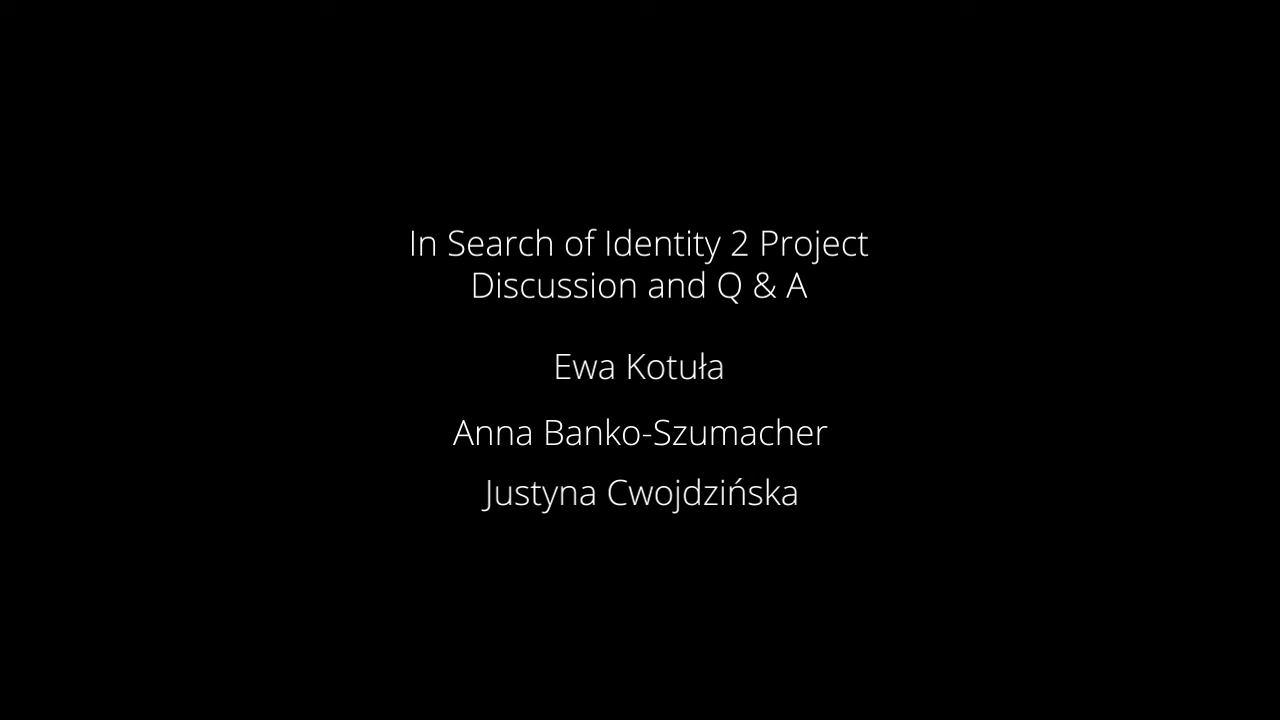 In Search of Identity 2 Project
Discussion and Q & A
Ewa Kotuła
Anna Banko-Szumacher
Justyna Cwojdzińska